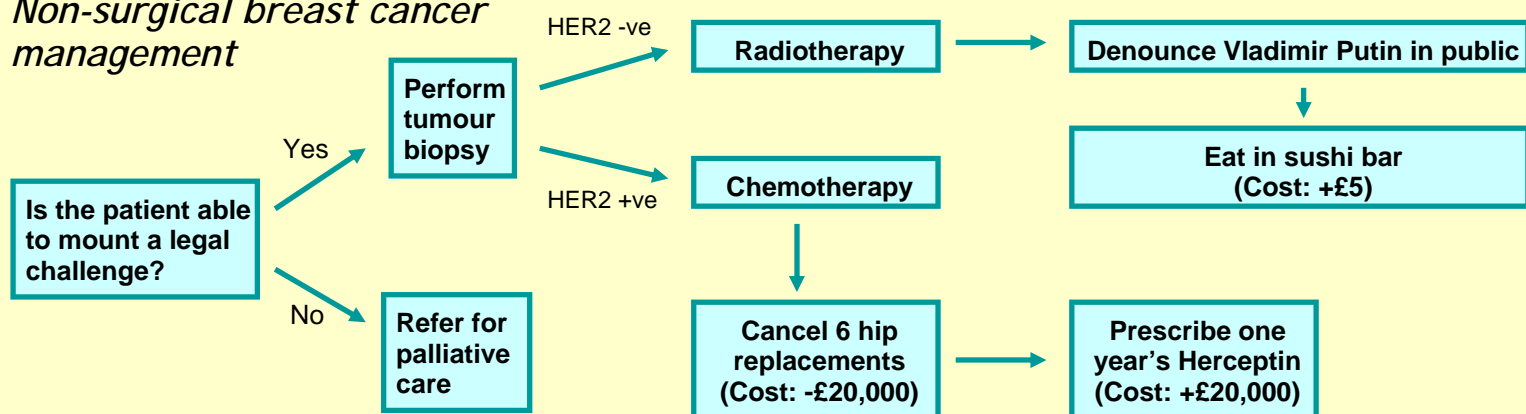 Non-surgical breast cancer
management
Is the patient able
to mount a legal
challenge?
Yes
No
Perform
tumour
biopsy
Refer for
palliative
care
HER2 -ve
HER2 +ve
Radiotherapy
Denounce Vladimir Putin in public
Eat in sushi bar
(Cost: +£5)
Chemotherapy
Cancel 6 hip
replacements
(Cost: -£20,000)
Prescribe one
year’s Herceptin
(Cost: +£20,000)